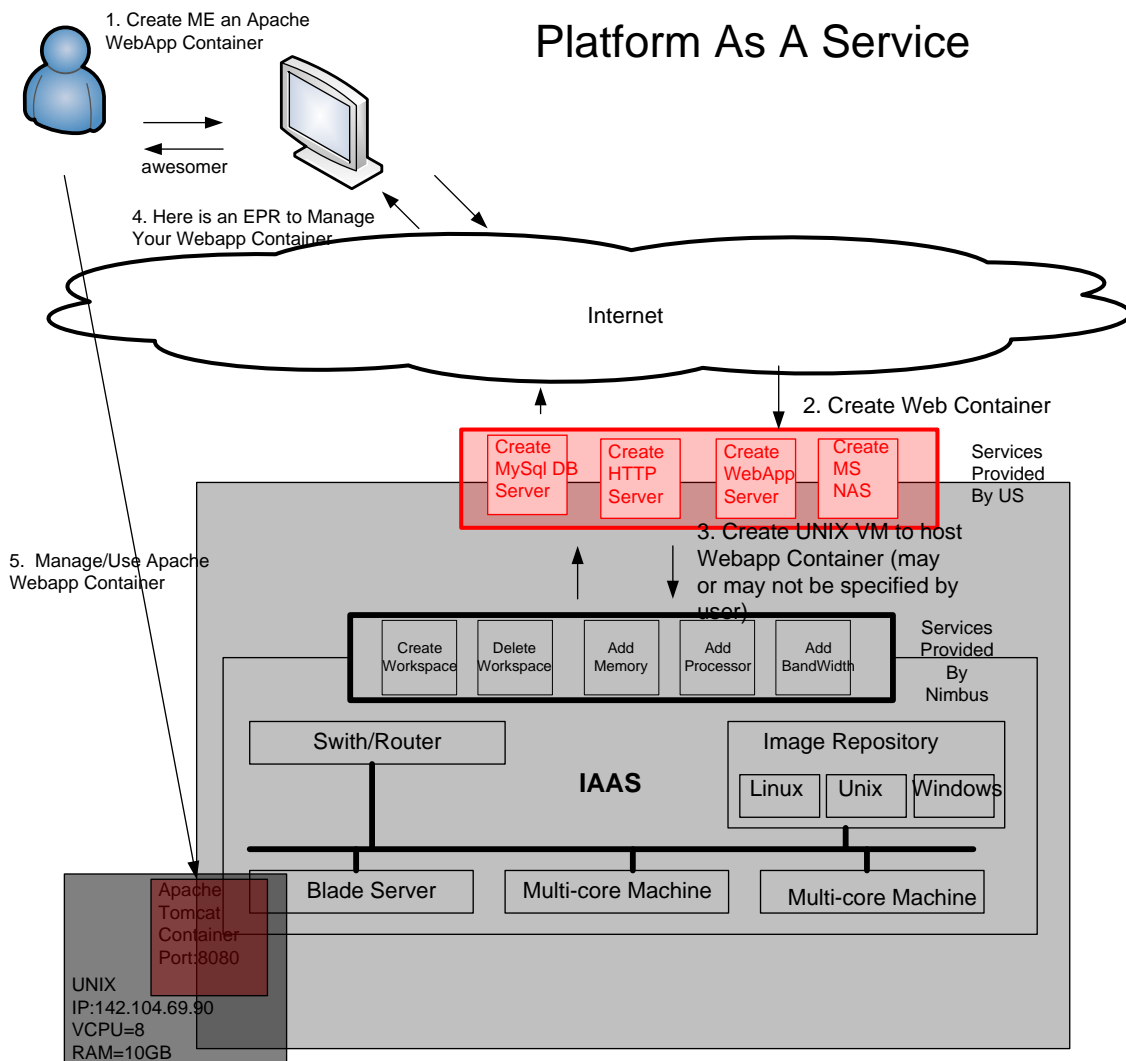 Platform As A Service
1. Create ME an Apache
WebApp Container
awesomer
4. Here is an EPR to Manage
Your Webapp Container
Internet
2. Create Web Container
Create
MySql DB
Server
Create
HTTP
Server
Create
WebApp
Server
Create
MS
NAS
Services
Provided
By US
3. Create UNIX VM to host
Webapp Container (may
or may not be specified by
user)
5. Manage/Use Apache
Webapp Container
Create
Workspace
Delete
Workspace
Add
Memory
Add
Processor
Add
BandWidth
Services
Provided
By
Nimbus
Swith/Router
IAAS
Image Repository
Linux
Unix
Windows
Blade Server
Multi-core Machine
Multi-core Machine
Apache
Tomcat
Container
Port:8080
UNIX
IP:142.104.69.90
VCPU=8
RAM=10GB